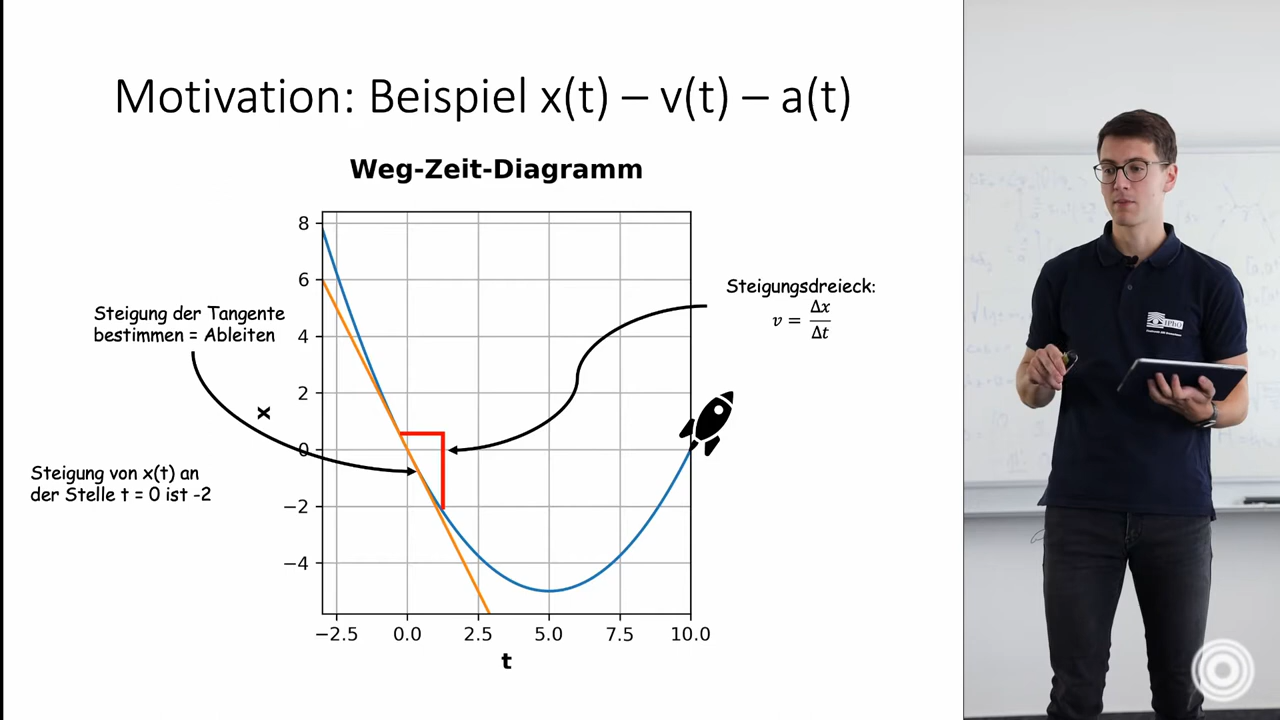 Motivation: Beispiel x(t) – v(t) – a(t)
Weg-Zeit-Diagramm
Steigung der Tangente
bestimmen = Ableiten
Steigung von x(t) an
der Stelle t = 0 ist -2
Steigungsdreieck:
v = Δx/Δt
x
8
6
4
2
0
−2
−4
−2.5 0.0 2.5 5.0 7.5 10.0
t
IPhO